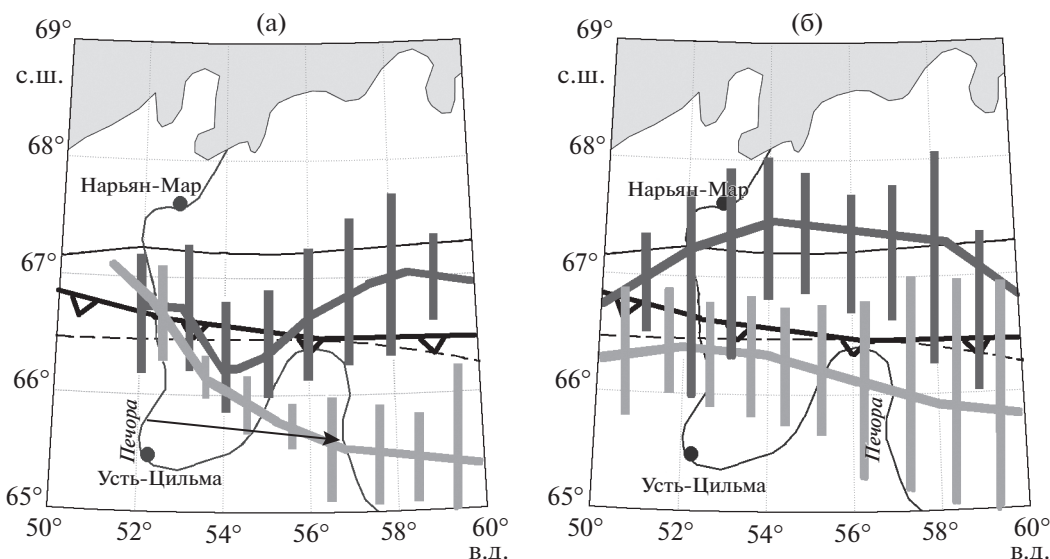 (а)
69°
с.ш.
68°
Нарьян-Мар
67°
66°
Печора
Усть-Цильма
65°
50° 52° 54° 56° 58° 60°
в.д.
(б)
69°
с.ш.
68°
Нарьян-Мар
67°
66°
Печора
Усть-Цильма
65°
50° 52° 54° 56° 58° 60°
в.д.